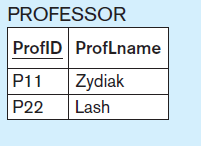 PROFESSOR
ProfID ProfLname
P11 Zydiak
P22 Lash